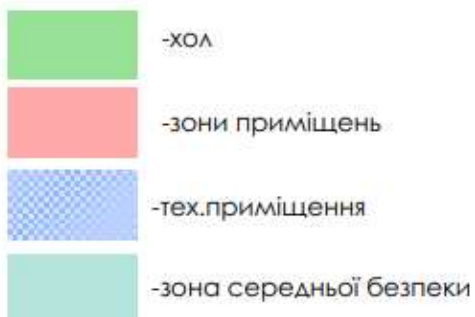 -хол
-зони приміщень
-тех.приміщення
-зона середньої безпеки